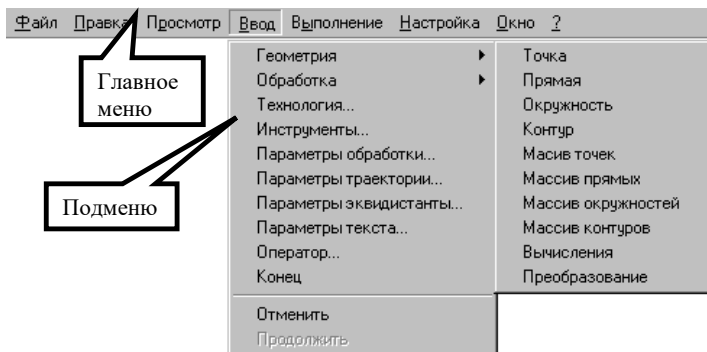 Файл Правка Просмотр Ввод Выполнение Настройка Окно ?
Главное
меню
Подменю
Геометрия
Обработка
Технология...
Инструменты...
Параметры обработки...
Параметры траектории...
Параметры эквидистанты...
Параметры текста...
Оператор...
Конец
Отменить
Продолжить
Точка
Прямая
Окружность
Контур
Масив точек
Массив прямых
Массив окружностей
Массив контуров
Вычисления
Преобразование